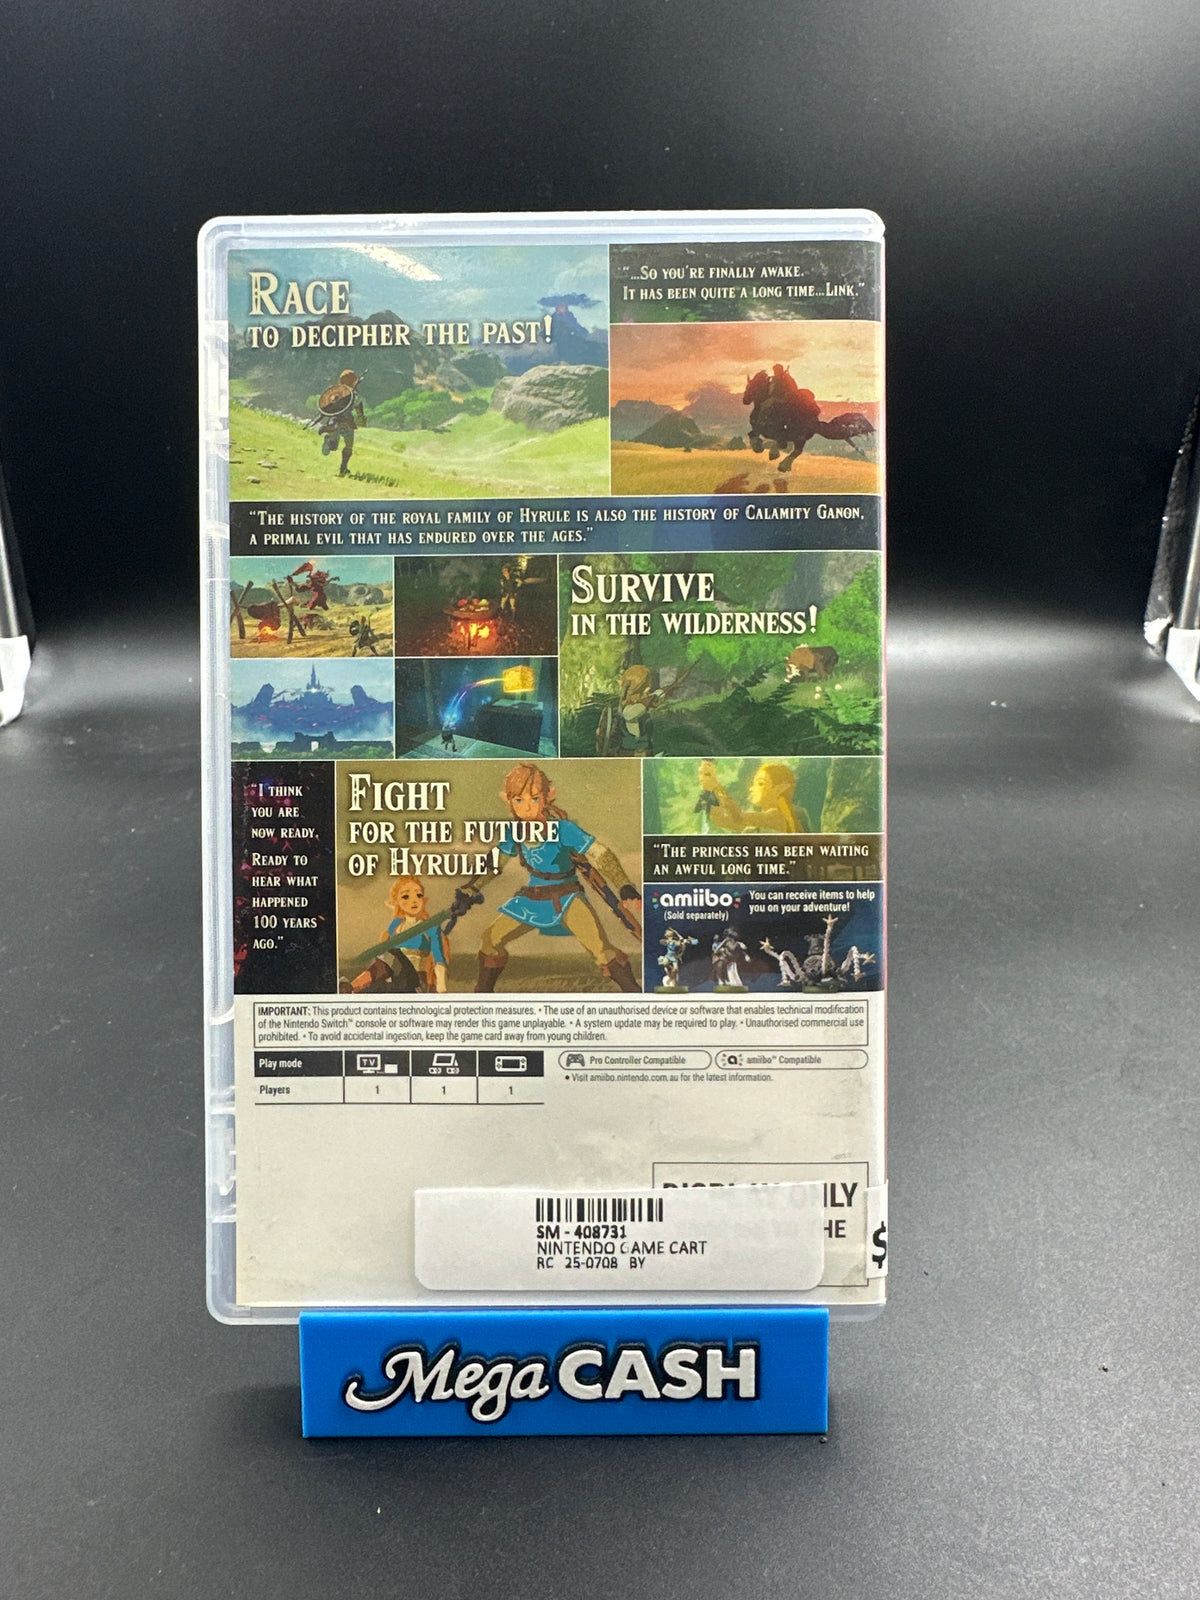 RACE
TO DECIPHER THE PAST!
"...SO YOU'RE FINALLY AWAKE.
IT HAS BEEN QUITE A LONG TIME...LINK."
"THE HISTORY OF THE ROYAL FAMILY OF HYRULE IS ALSO THE HISTORY OF CALAMITY GANON,
A PRIMAL EVIL THAT HAS ENDURED OVER THE AGES."
SURVIVE
IN THE WILDERNESS!
"I THINK
YOU ARE
NOW READY.
READY TO
HEAR WHAT
HAPPENED
100 YEARS
AGO."
FIGHT
FOR THE FUTURE
OF HYRULE!
"THE PRINCESS HAS BEEN WAITING
AN AWFUL LONG TIME."
amiibo
(Sold separately)
You can receive items to help
you on your adventure!
IMPORTANT: This product contains technological protection measures. • The use of an unauthorised device or software that enables technical modification
of the Nintendo Switch™ console or software may render this game unplayable. • A system update may be required to play. • Unauthorised commercial use
prohibited. • To avoid accidental ingestion, keep the game card away from young children.
Play mode
TV
Players 1 1 1
Pro Controller Compatible
amiibo™ Compatible
• Visit amiibo.nintendo.com.au for the latest information.
DISPLAY ONLY
HE
$
SM - 408731
NINTENDO GAME CART
RC 25-0708 BY
Mega CASH